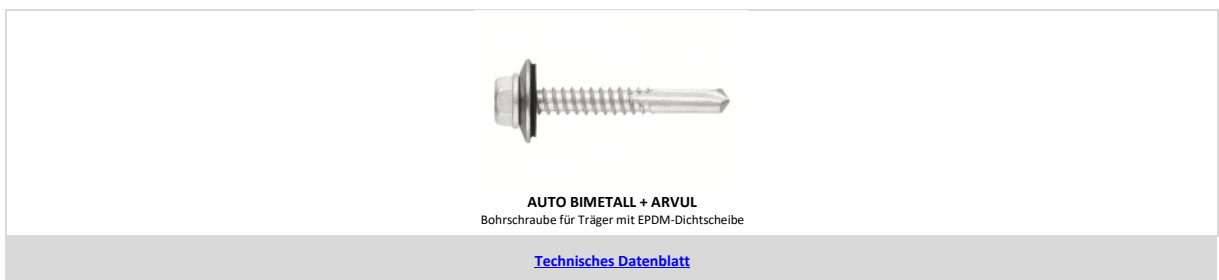 AUTO BIMETALL + ARVUL
Bohrschraube für Träger mit EPDM-Dichtscheibe
Technisches Datenblatt